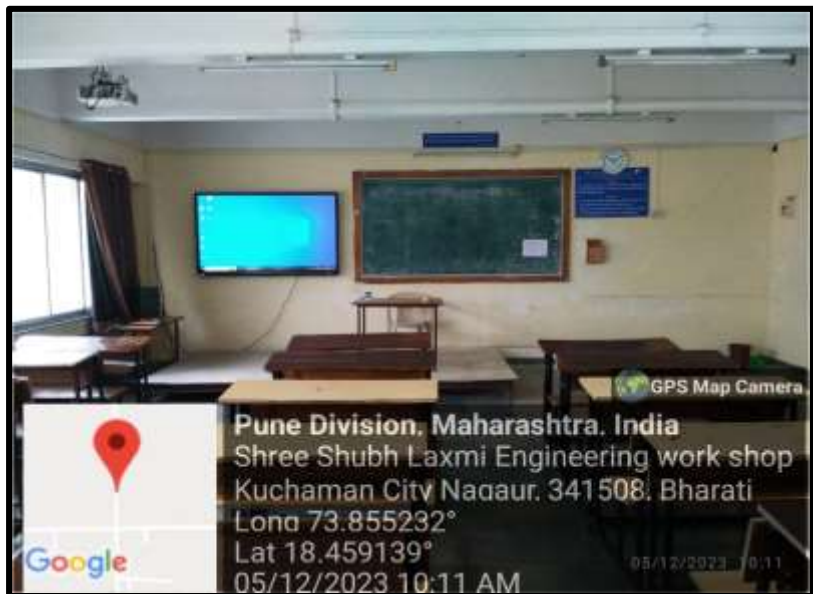 GPS Map Camera
Pune Division, Maharashtra, India
Shree Shubh Laxmi Engineering work shop
Kuchaman City Nagaur, 341508, Bharati
Long 73.855232°
Lat 18.459139°
05/12/2023 10:11 AM
Google
05/12/2023 10:11